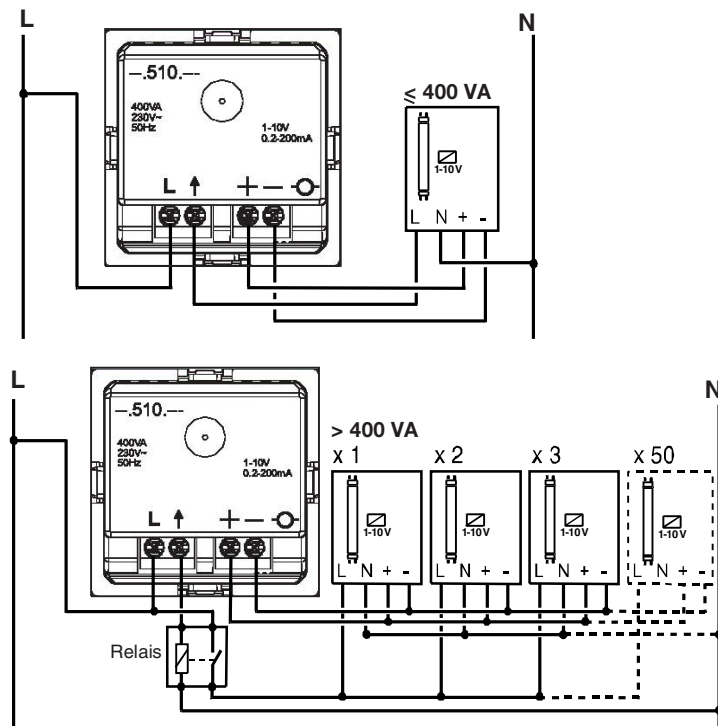 L
N
—.510.—
400VA
230V~
50Hz
1-10V
0.2-200mA
L ↑ + —
≤ 400 VA
1-10V
L N + -
L
N
—.510.—
400VA
230V~
50Hz
1-10V
0.2-200mA
L ↑ + —
> 400 VA
x 1 x 2 x 3 x 50
1-10V 1-10V 1-10V 1-10V
L N + - L N + - L N + - L N + -
Relais